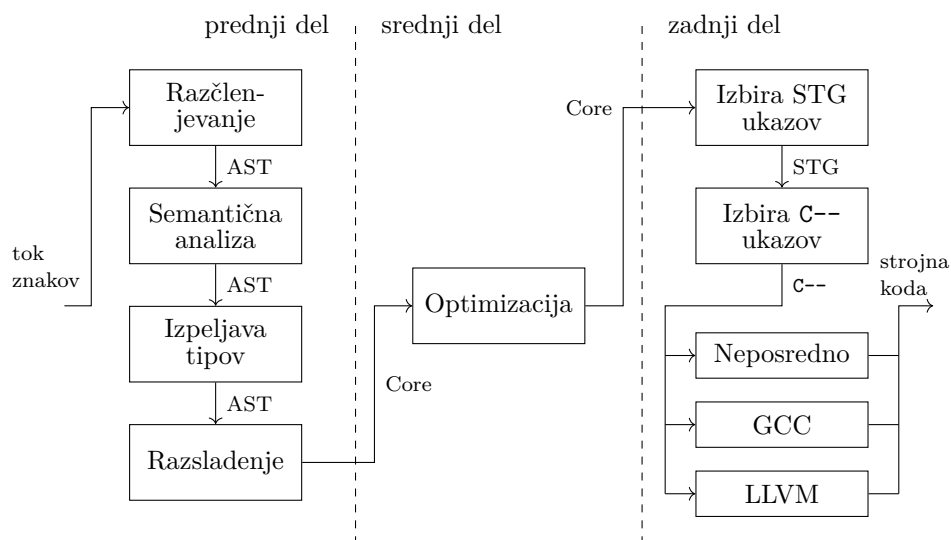 prednji del
srednji del
zadnji del
tok
znakov
Razčlen-
jevanje
AST
Semantična
analiza
AST
Izpeljava
tipov
AST
Razsladenje
Core
Optimizacija
Core
Izbira STG
ukazov
STG
Izbira C--
ukazov
C--
Neposredno
GCC
LLVM
strojna
koda